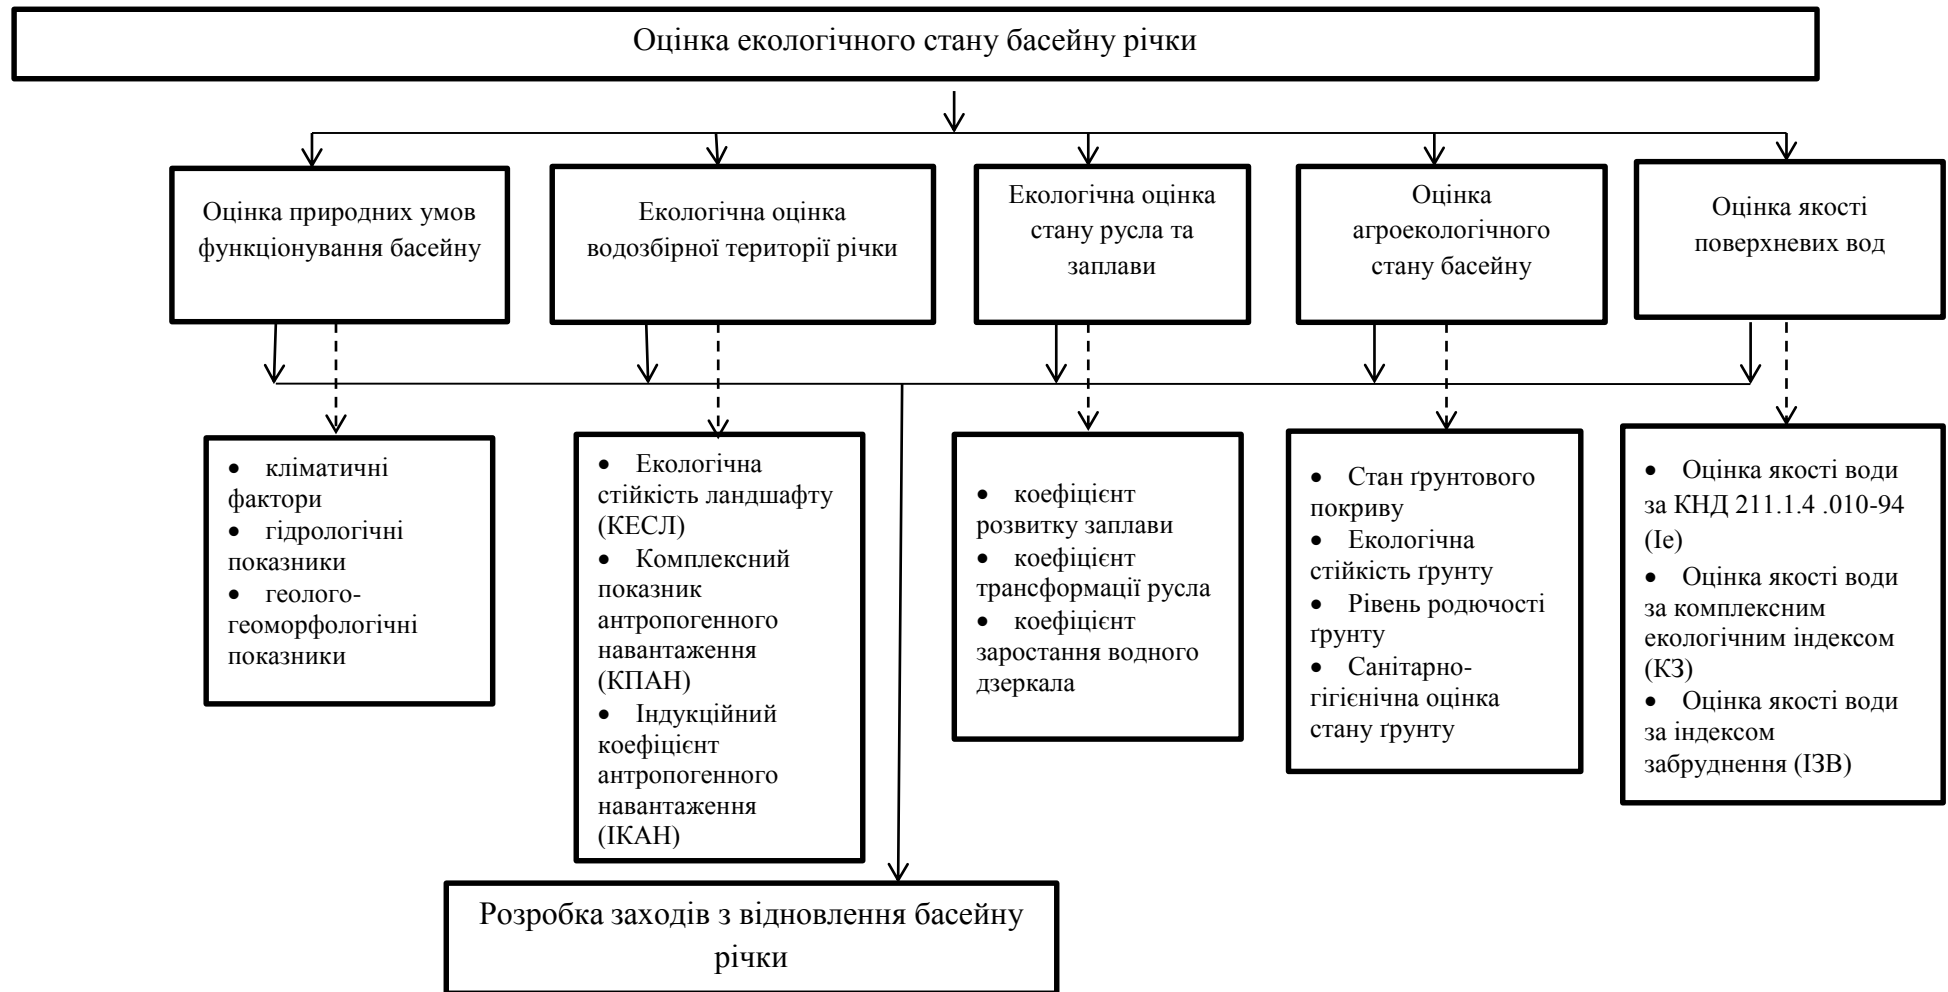 Оцінка екологічного стану басейну річки
Оцінка природних умов
функціонування басейну
Екологічна оцінка
водозбірної території річки
Екологічна оцінка
стану русла та
заплави
Оцінка
агроекологічного
стану басейну
Оцінка якості
поверхневих вод
• кліматичні
фактори
• гідрологічні
показники
• геолого-
геоморфологічні
показники
• Екологічна
стійкість ландшафту
(КЕСЛ)
• Комплексний
показник
антропогенного
навантаження
(КПАН)
• Індукційний
коефіцієнт
антропогенного
навантаження
(ІКАН)
• коефіцієнт
розвитку заплави
• коефіцієнт
трансформації русла
• коефіцієнт
заростання водного
дзеркала
• Стан ґрунтового
покриву
• Екологічна
стійкість ґрунту
• Рівень родючості
ґрунту
• Санітарно-
гігієнічна оцінка
стану ґрунту
• Оцінка якості води
за КНД 211.1.4 .010-94
(Іе)
• Оцінка якості води
за комплексним
екологічним індексом
(КЗ)
• Оцінка якості води
за індексом
забруднення (ІЗВ)
Розробка заходів з відновлення басейну
річки